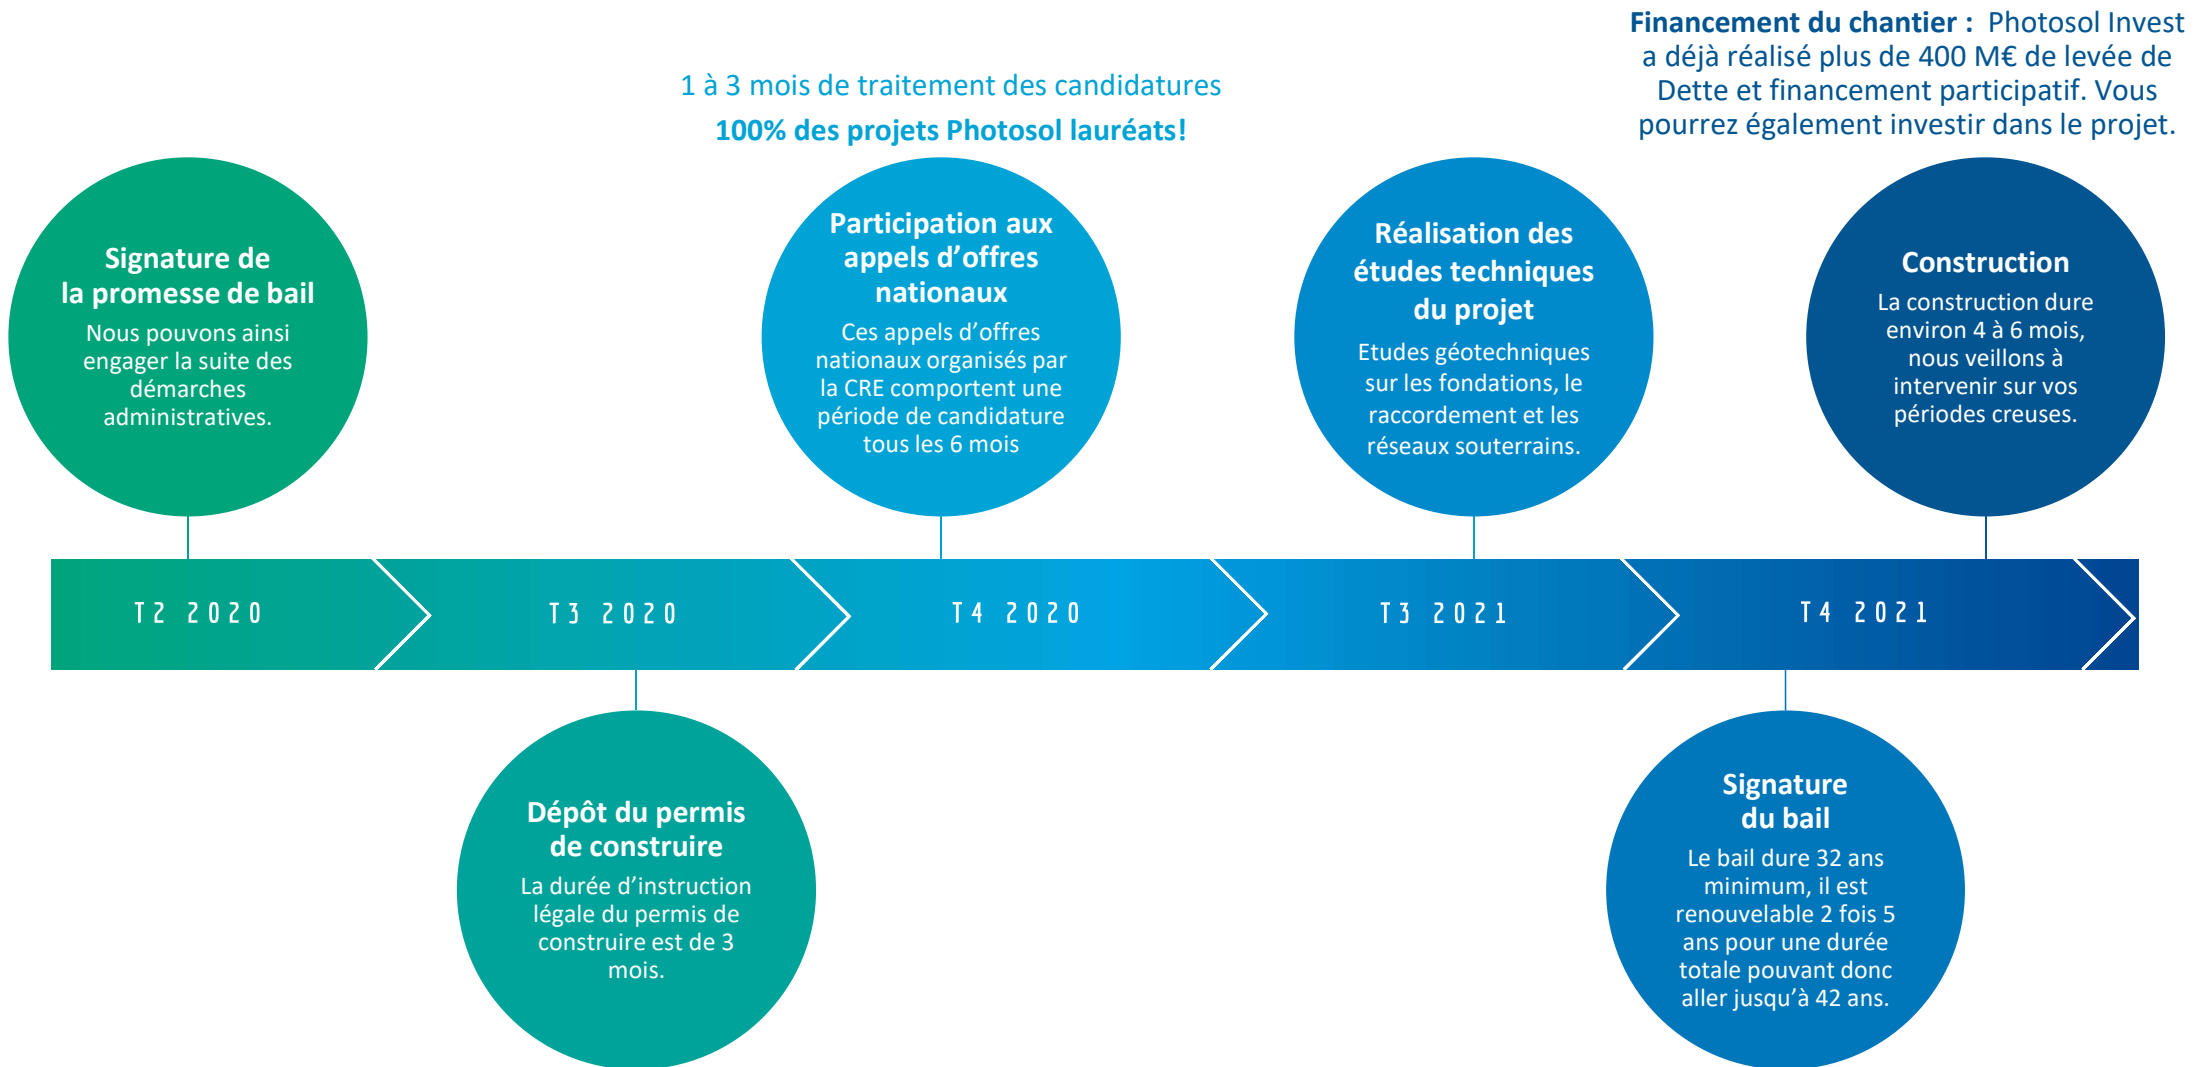 Financement du chantier : Photosol Invest
a déjà réalisé plus de 400 M€ de levée de
Dette et financement participatif. Vous
pourrez également investir dans le projet.
1 à 3 mois de traitement des candidatures
100% des projets Photosol lauréats!
Signature de
la promesse de bail
Nous pouvons ainsi
engager la suite des
démarches
administratives.
Participation aux
appels d’offres
nationaux
Ces appels d’offres
nationaux organisés par
la CRE comportent une
période de candidature
tous les 6 mois
Réalisation des
études techniques
du projet
Etudes géotechniques
sur les fondations, le
raccordement et les
réseaux souterrains.
Construction
La construction dure
environ 4 à 6 mois,
nous veillons à
intervenir sur vos
périodes creuses.
T2 2020
T3 2020
T4 2020
T3 2021
T4 2021
Dépôt du permis
de construire
La durée d’instruction
légale du permis de
construire est de 3
mois.
Signature
du bail
Le bail dure 32 ans
minimum, il est
renouvelable 2 fois 5
ans pour une durée
totale pouvant donc
aller jusqu’à 42 ans.